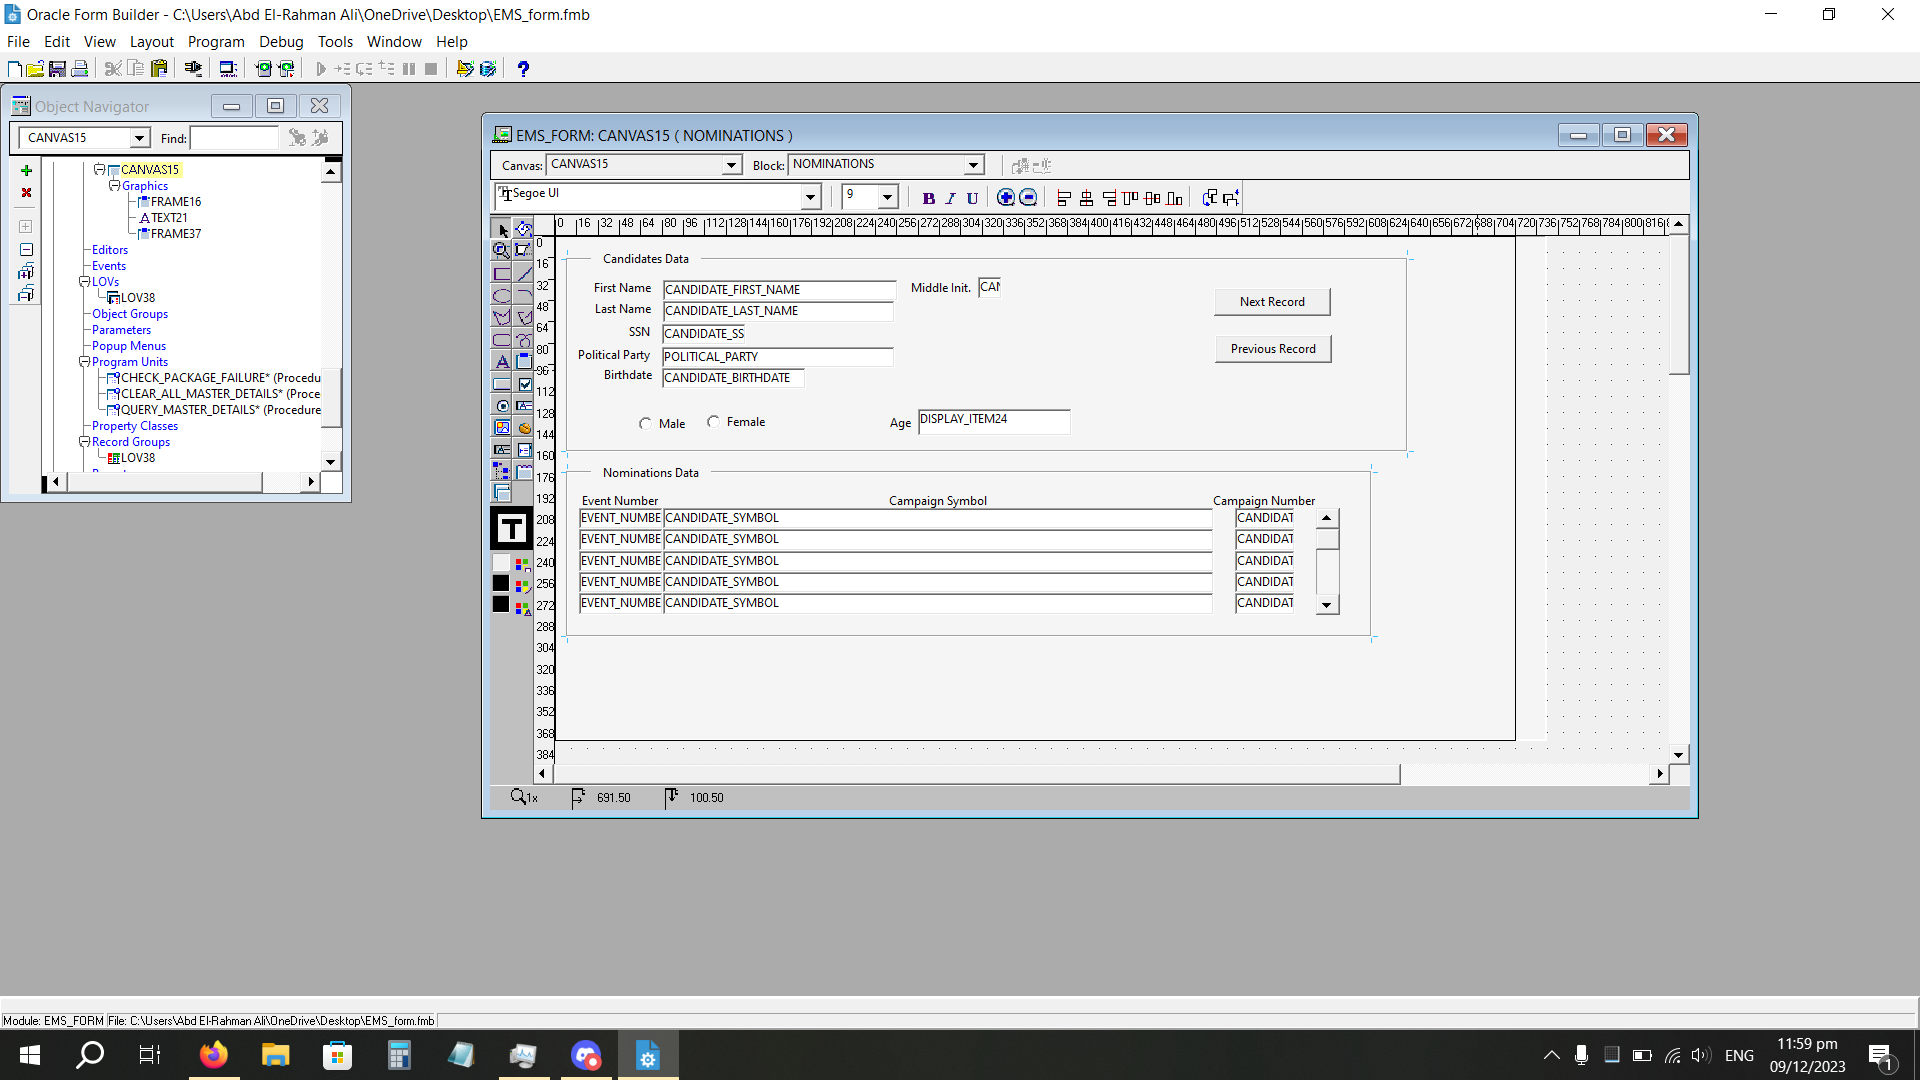 Oracle Form Builder - C:\Users\Abd El-Rahman Ali\OneDrive\Desktop\EMS_form.fmb
File Edit View Layout Program Debug Tools Window Help
Object Navigator
CANVAS15 Find:
CANVAS15
Graphics
FRAME16
TEXT21
FRAME37
Editors
Events
LOVs
LOV38
Object Groups
Parameters
Popup Menus
Program Units
CHECK_PACKAGE_FAILURE* (Procedu
CLEAR_ALL_MASTER_DETAILS* (Proce
QUERY_MASTER_DETAILS* (Procedure
Property Classes
Record Groups
LOV38
EMS_FORM: CANVAS15 ( NOMINATIONS )
Canvas: CANVAS15 Block: NOMINATIONS
Segoe UI 9 B I U
0 16 32 48 64 80 96 112 128 144 160 176 192 208 224 240 256 272 288 304 320 336 352 368 384 400 416 432 448 464 480 496 512 528 544 560 576 592 608 624 640 656 672 688 704 720 736 752 768 784 800 816
0
16
32
48
64
80
96
112
128
144
160
176
192
208
224
240
256
272
288
304
320
336
352
368
384
Candidates Data
First Name CANDIDATE_FIRST_NAME Middle Init. CAN
Last Name CANDIDATE_LAST_NAME
SSN CANDIDATE_SS
Political Party POLITICAL_PARTY
Birthdate CANDIDATE_BIRTHDATE
Next Record
Previous Record
Male Female Age DISPLAY_ITEM24
Nominations Data
Event Number Campaign Symbol Campaign Number
EVENT_NUMBE CANDIDATE_SYMBOL CANDIDAT
EVENT_NUMBE CANDIDATE_SYMBOL CANDIDAT
EVENT_NUMBE CANDIDATE_SYMBOL CANDIDAT
EVENT_NUMBE CANDIDATE_SYMBOL CANDIDAT
EVENT_NUMBE CANDIDATE_SYMBOL CANDIDAT
1x 691.50 100.50
Module: EMS_FORM File: C:\Users\Abd El-Rahman Ali\OneDrive\Desktop\EMS_form.fmb
ENG
11:59 pm
09/12/2023
1